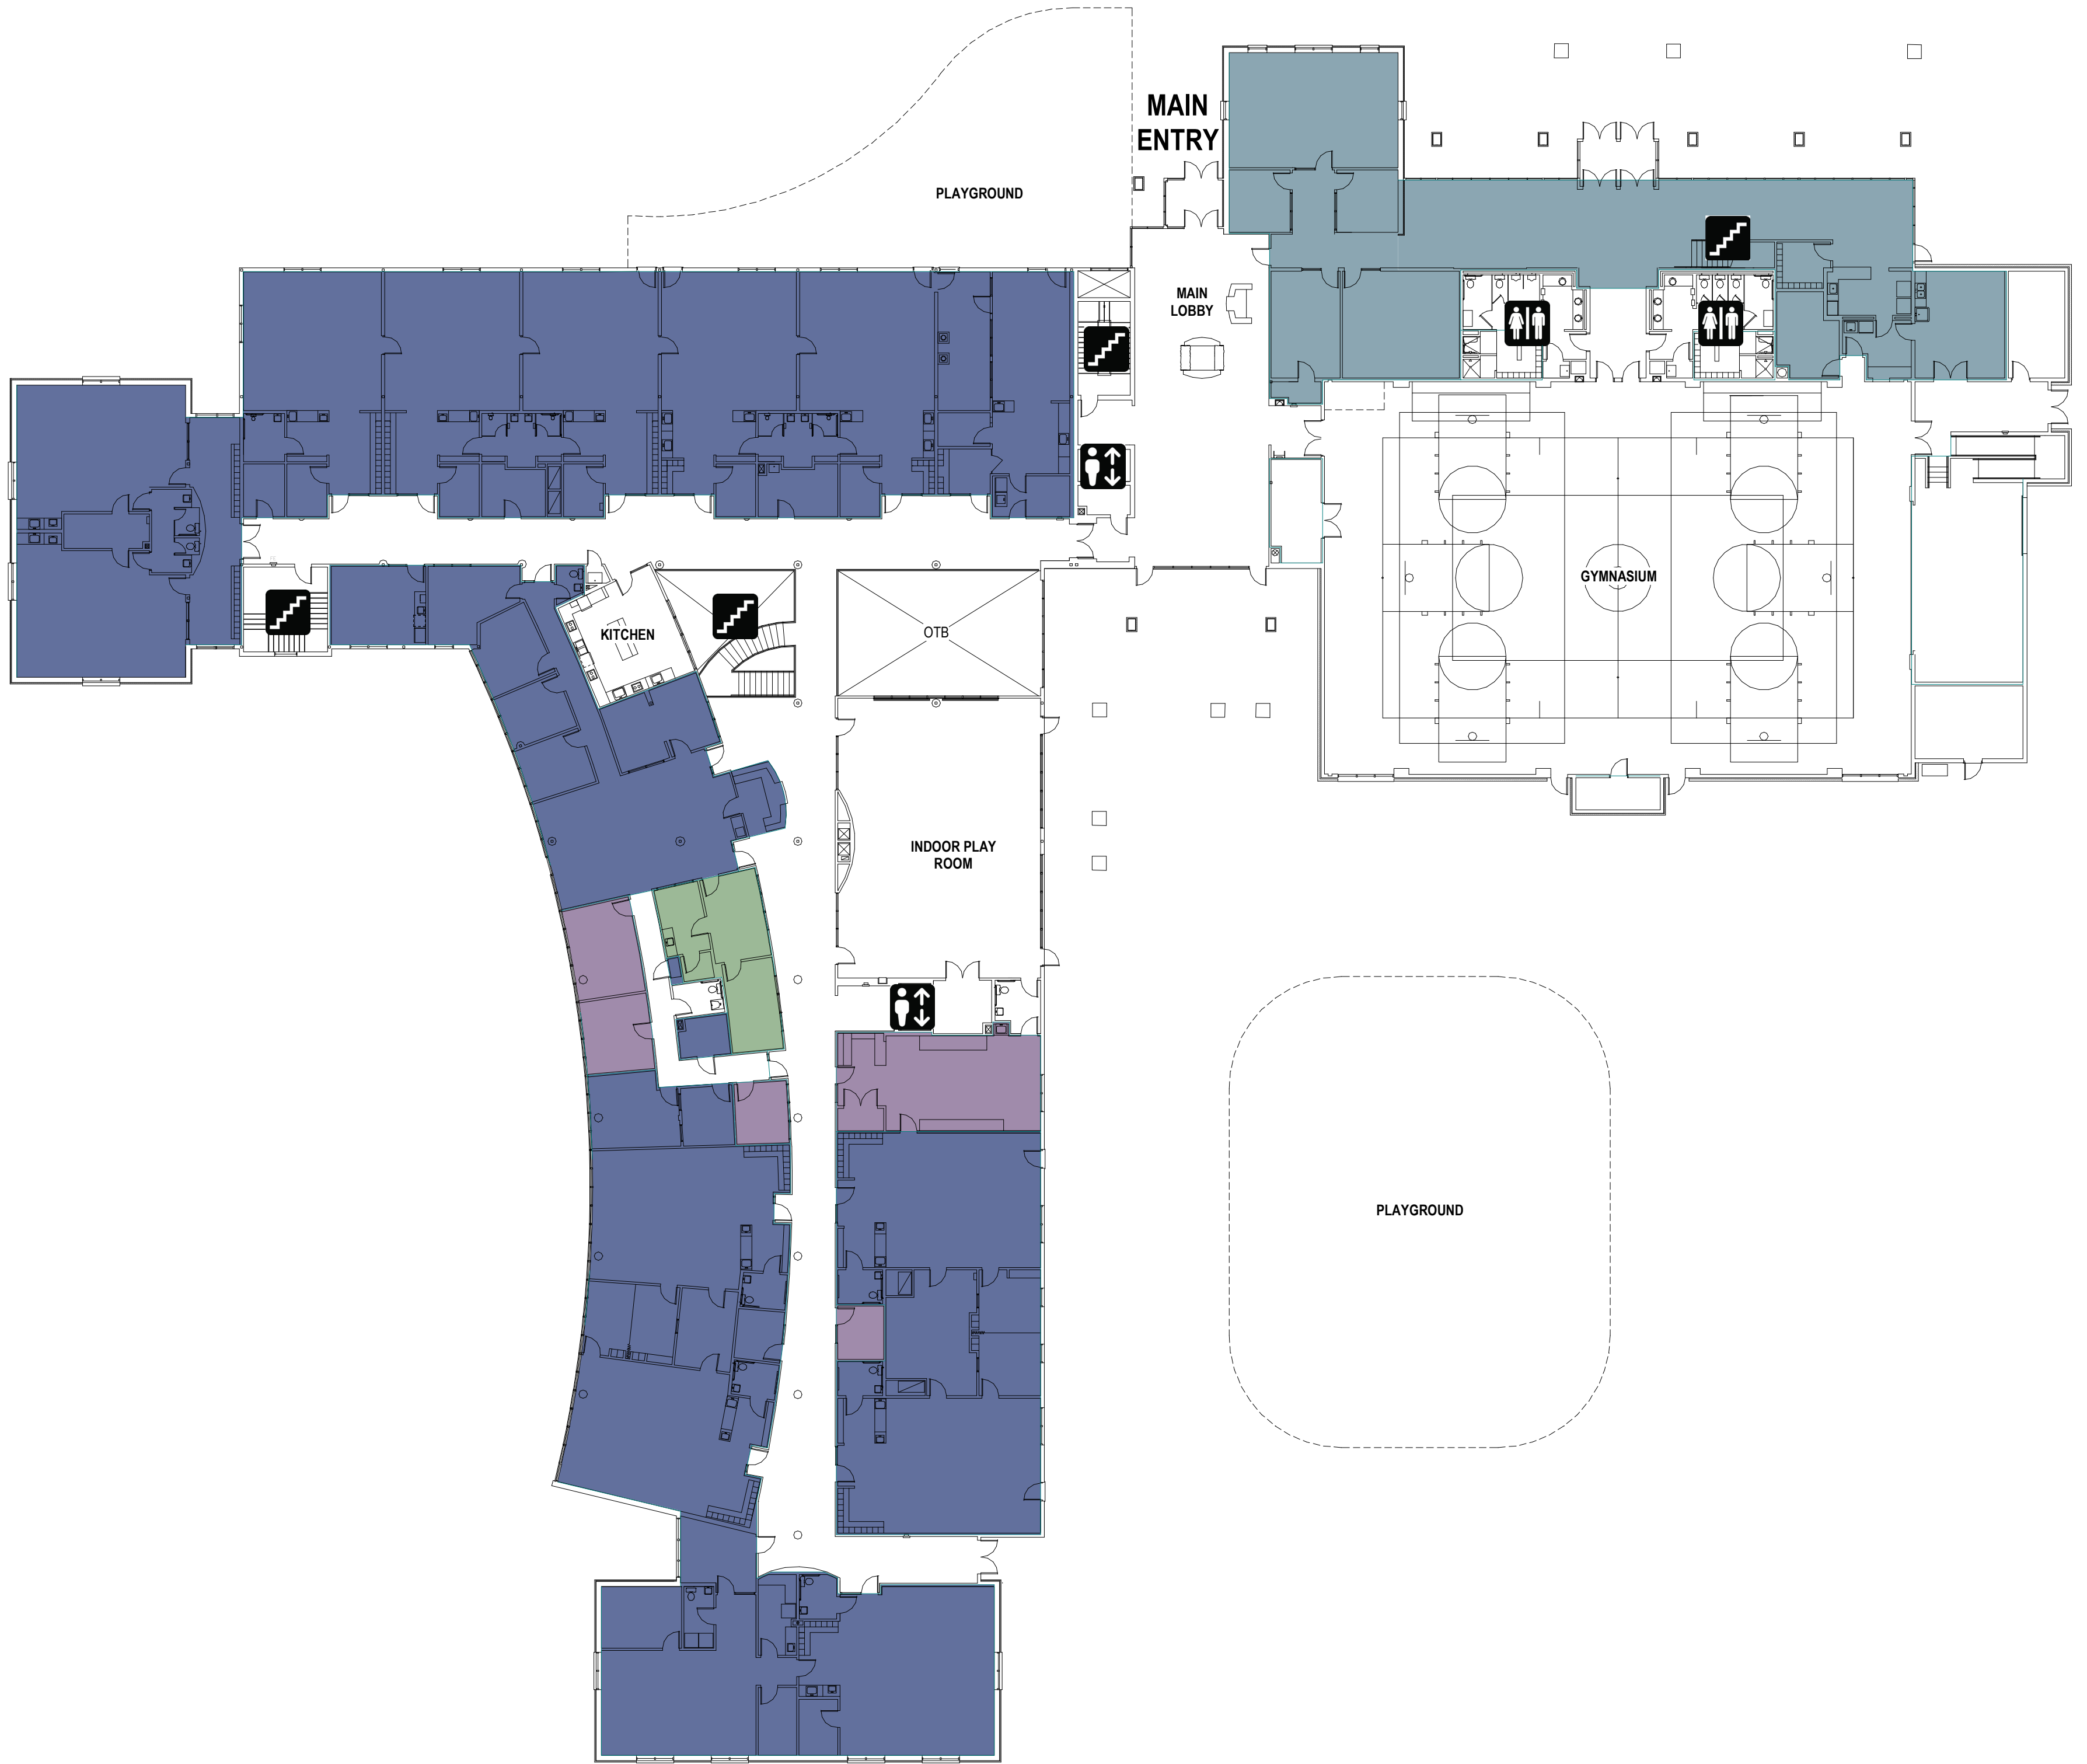 MAIN
ENTRY
PLAYGROUND
MAIN
LOBBY
GYMNASIUM
KITCHEN
OTB
INDOOR PLAY
ROOM
PLAYGROUND